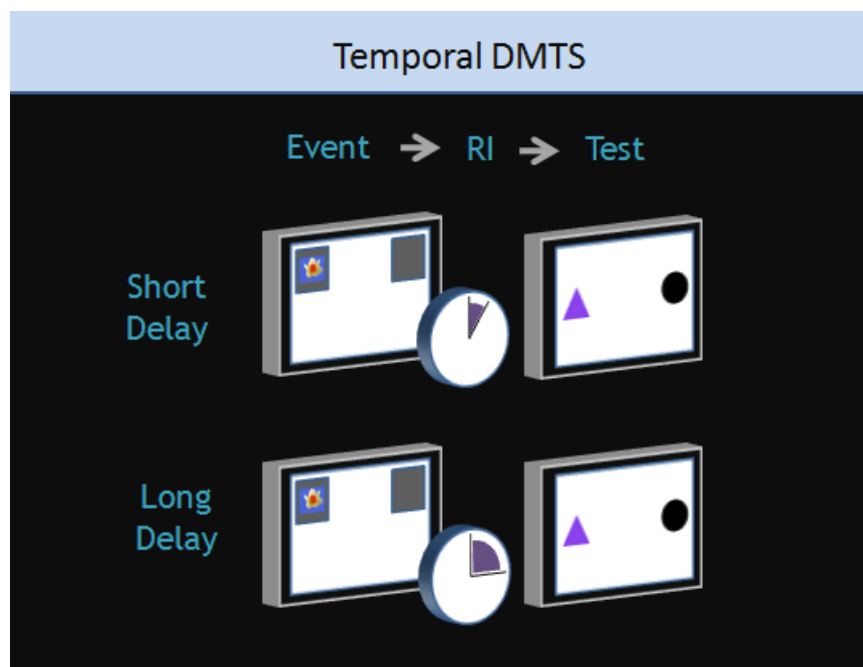 Temporal DMTS
Event → RI → Test
Short
Delay
Long
Delay